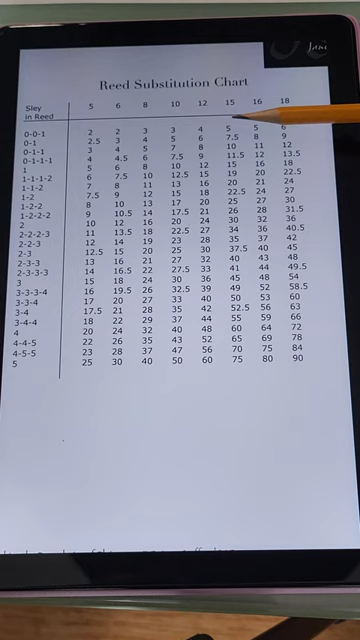 Jani
Reed Substitution Chart
Sley 5 6 8 10 12 15 16 18
in Reed
0-0-1 2 2 3 3 4 5 5 6
0-1 2.5 3 4 5 6 7.5 8 9
0-1-1 3 4 5 7 8 10 11 12
0-1-1-1 4 4.5 6 7.5 9 11.5 12 13.5
1 5 6 8 10 12 15 16 18
1-1-1-2 6 7.5 10 12.5 15 19 20 22.5
1-1-2 7 8 11 13 16 20 21 24
1-2 7.5 9 12 15 18 22.5 24 27
1-2-2 8 10 13 17 20 25 27 30
1-2-2-2 9 10.5 14 17.5 21 26 28 31.5
2 10 12 16 20 24 30 32 36
2-2-2-3 11 13.5 18 22.5 27 34 36 40.5
2-2-3 12 14 19 23 28 35 37 42
2-3 12.5 15 20 25 30 37.5 40 45
2-3-3 13 16 21 27 32 40 43 48
2-3-3-3 14 16.5 22 27.5 33 41 44 49.5
3 15 18 24 30 36 45 48 54
3-3-3-4 16 19.5 26 32.5 39 49 52 58.5
3-3-4 17 20 27 33 40 50 53 60
3-4 17.5 21 28 35 42 52.5 56 63
3-4-4 18 22 29 37 44 55 59 66
4 20 24 32 40 48 60 64 72
4-4-5 22 26 35 43 52 65 69 78
4-5-5 23 28 37 47 56 70 75 84
5 25 30 40 50 60 75 80 90